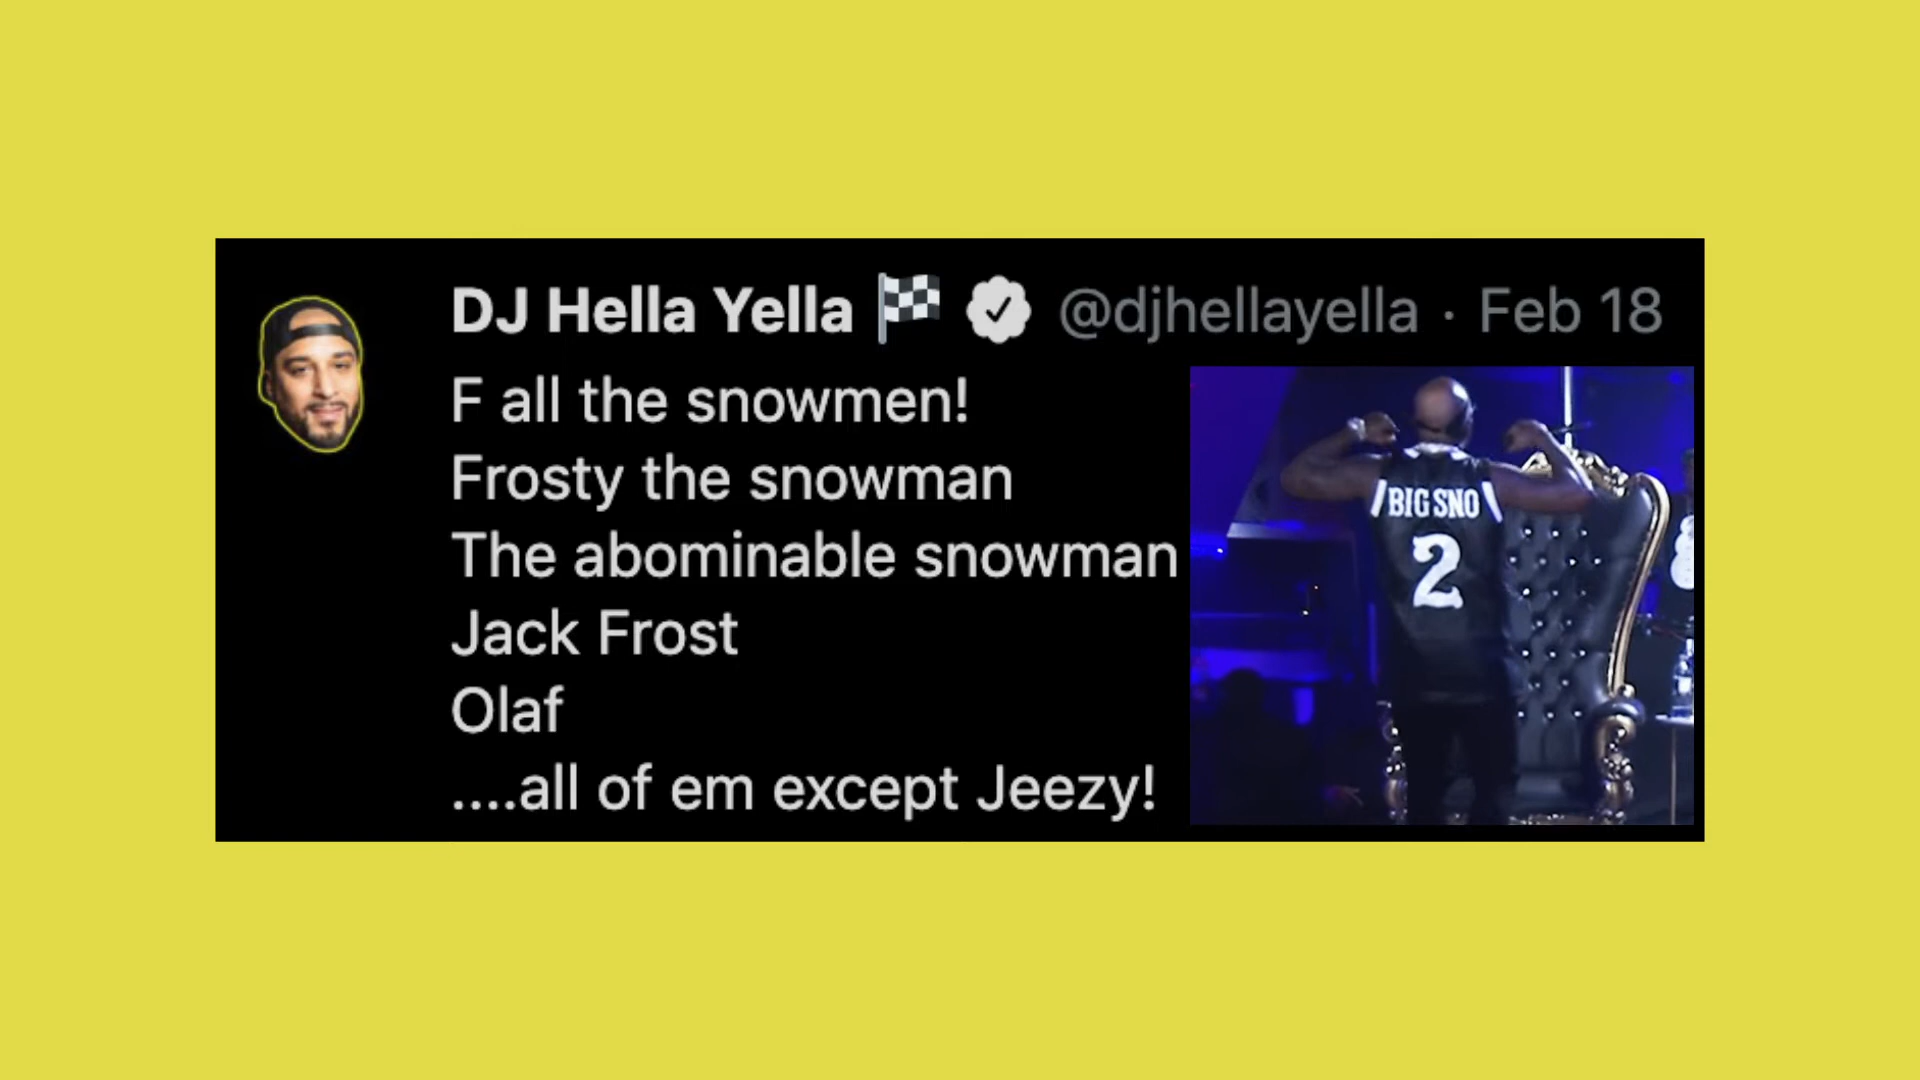 DJ Hella Yella 🏁 @djhellayella · Feb 18
F all the snowmen!
Frosty the snowman
The abominable snowman
Jack Frost
Olaf
....all of em except Jeezy!
BIG SNO
2